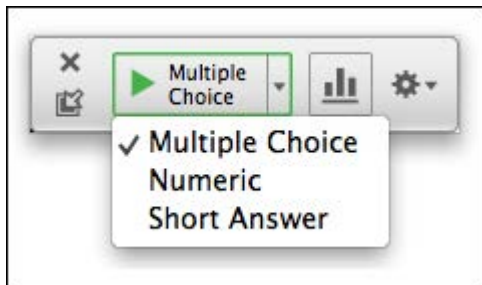 Multiple
Choice
✓ Multiple Choice
Numeric
Short Answer